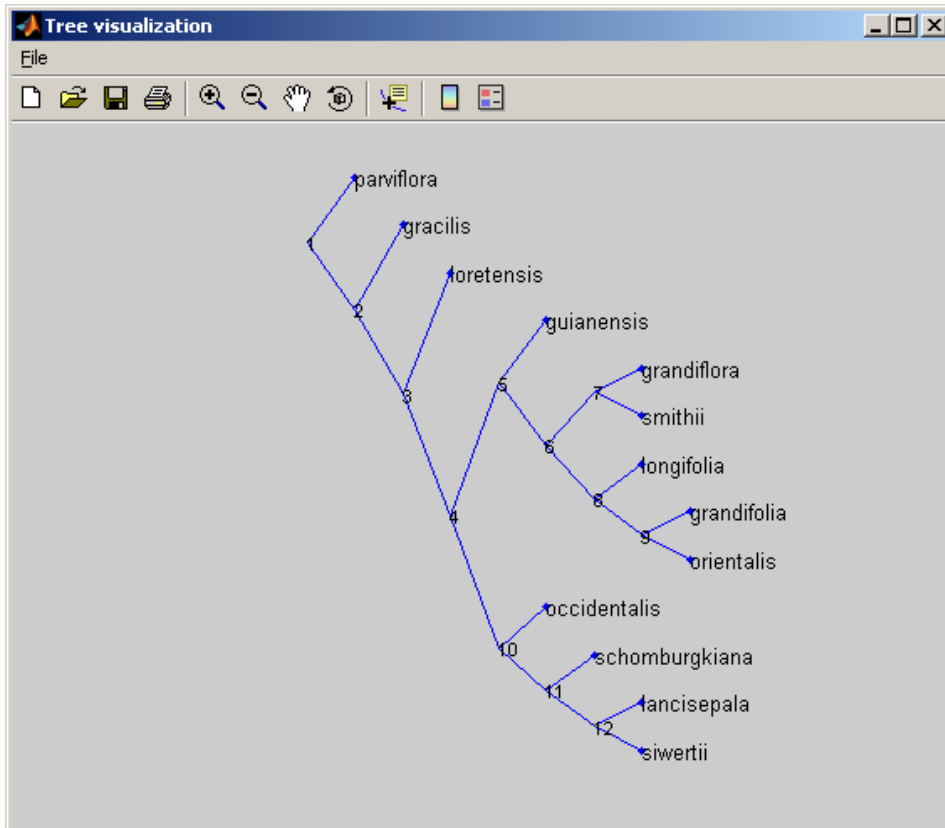 Tree visualization
File
parviflora
gracilis
1
loretensis
2
guianensis
grandiflora
5
7
3
smithii
6
longifolia
8
grandifolia
4
9
orientalis
occidentalis
10
schomburgkiana
11
lancisepala
12
siwertii